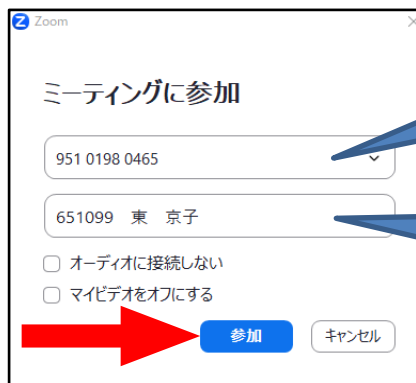 Zoom
ミーティングに参加
951 0198 0465
651099　東　京子
オーディオに接続しない
マイビデオをオフにする
参加
キャンセル